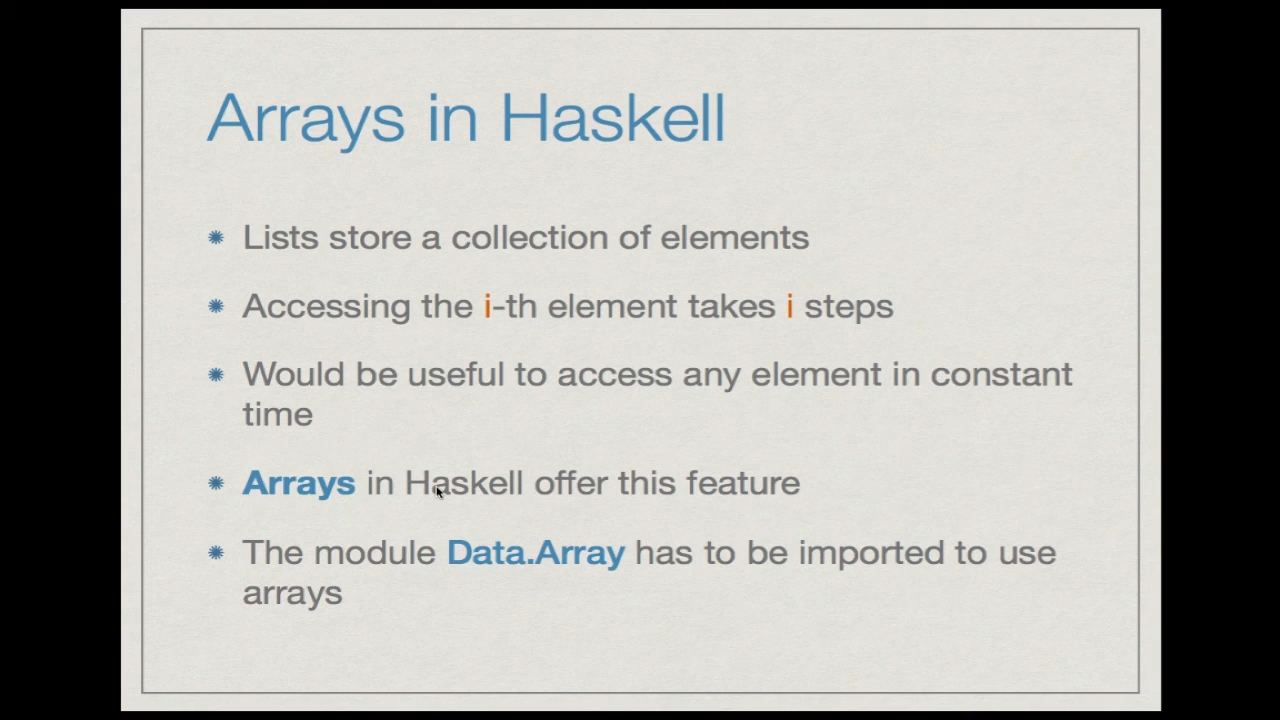 Arrays in Haskell
Lists store a collection of elements
Accessing the i-th element takes i steps
Would be useful to access any element in constant
time
Arrays in Haskell offer this feature
The module Data.Array has to be imported to use
arrays